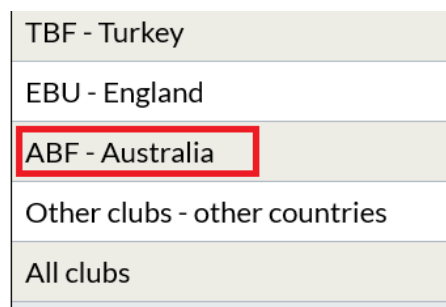 TBF - Turkey
EBU - England
ABF - Australia
Other clubs - other countries
All clubs